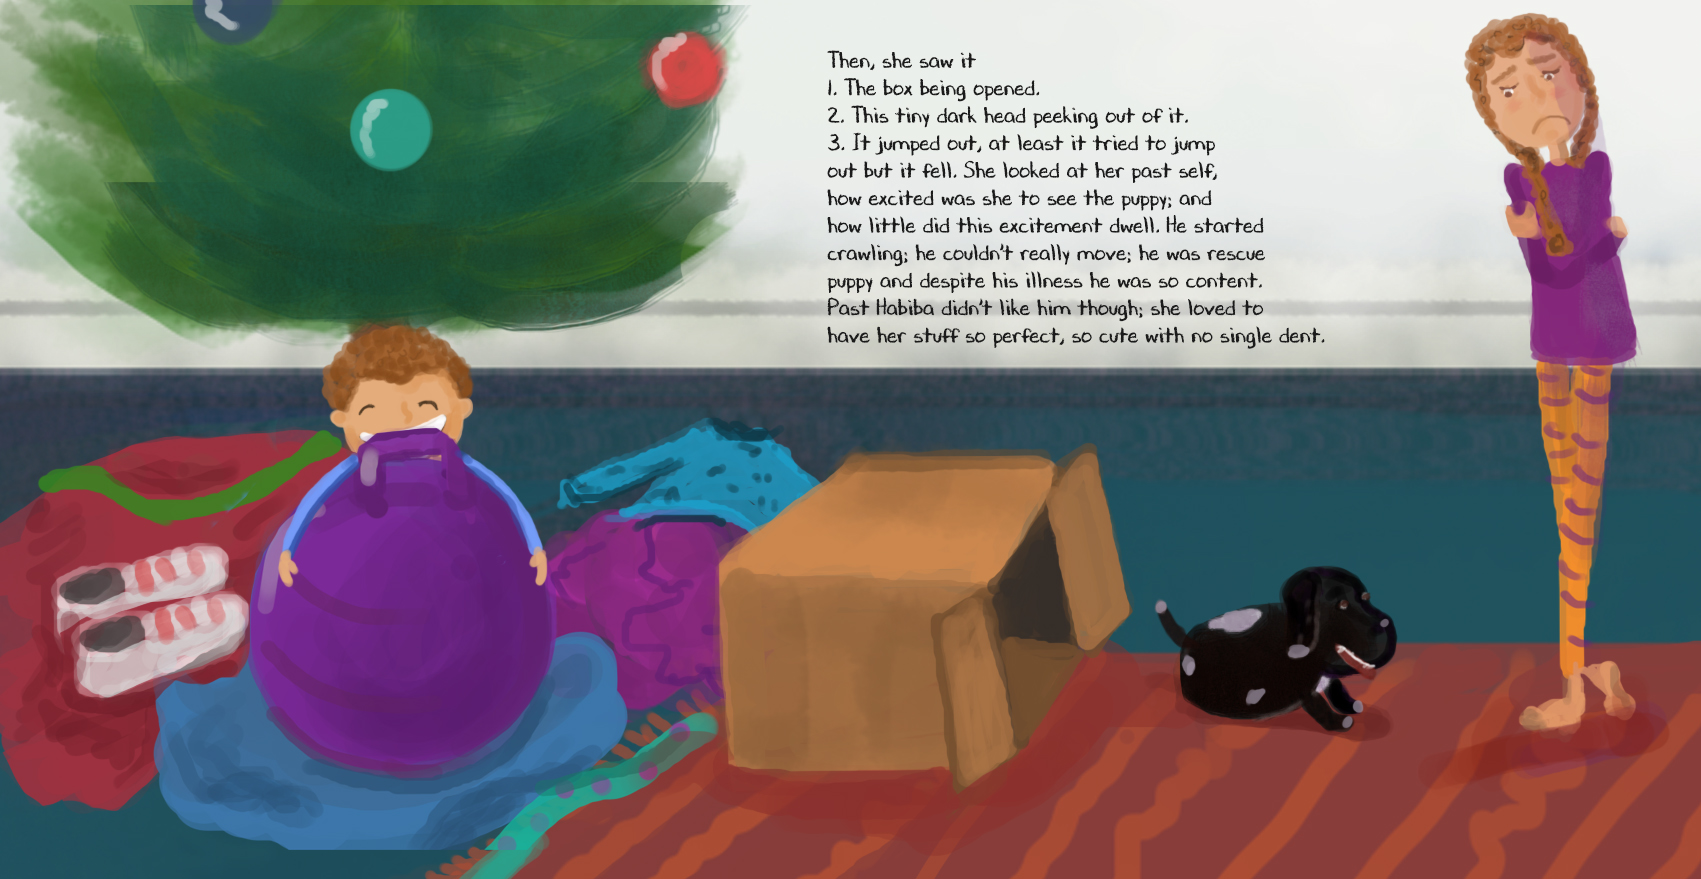 Then, she saw it
1. The box being opened.
2. This tiny dark head peeking out of it.
3. It jumped out, at least it tried to jump
out but it fell. She looked at her past self,
how excited was she to see the puppy; and
how little did this excitement dwell. He started
crawling; he couldn't really move; he was rescue
puppy and despite his illness he was so content.
Past Habiba didn't like him though; she loved to
have her stuff so perfect, so cute with no single dent.